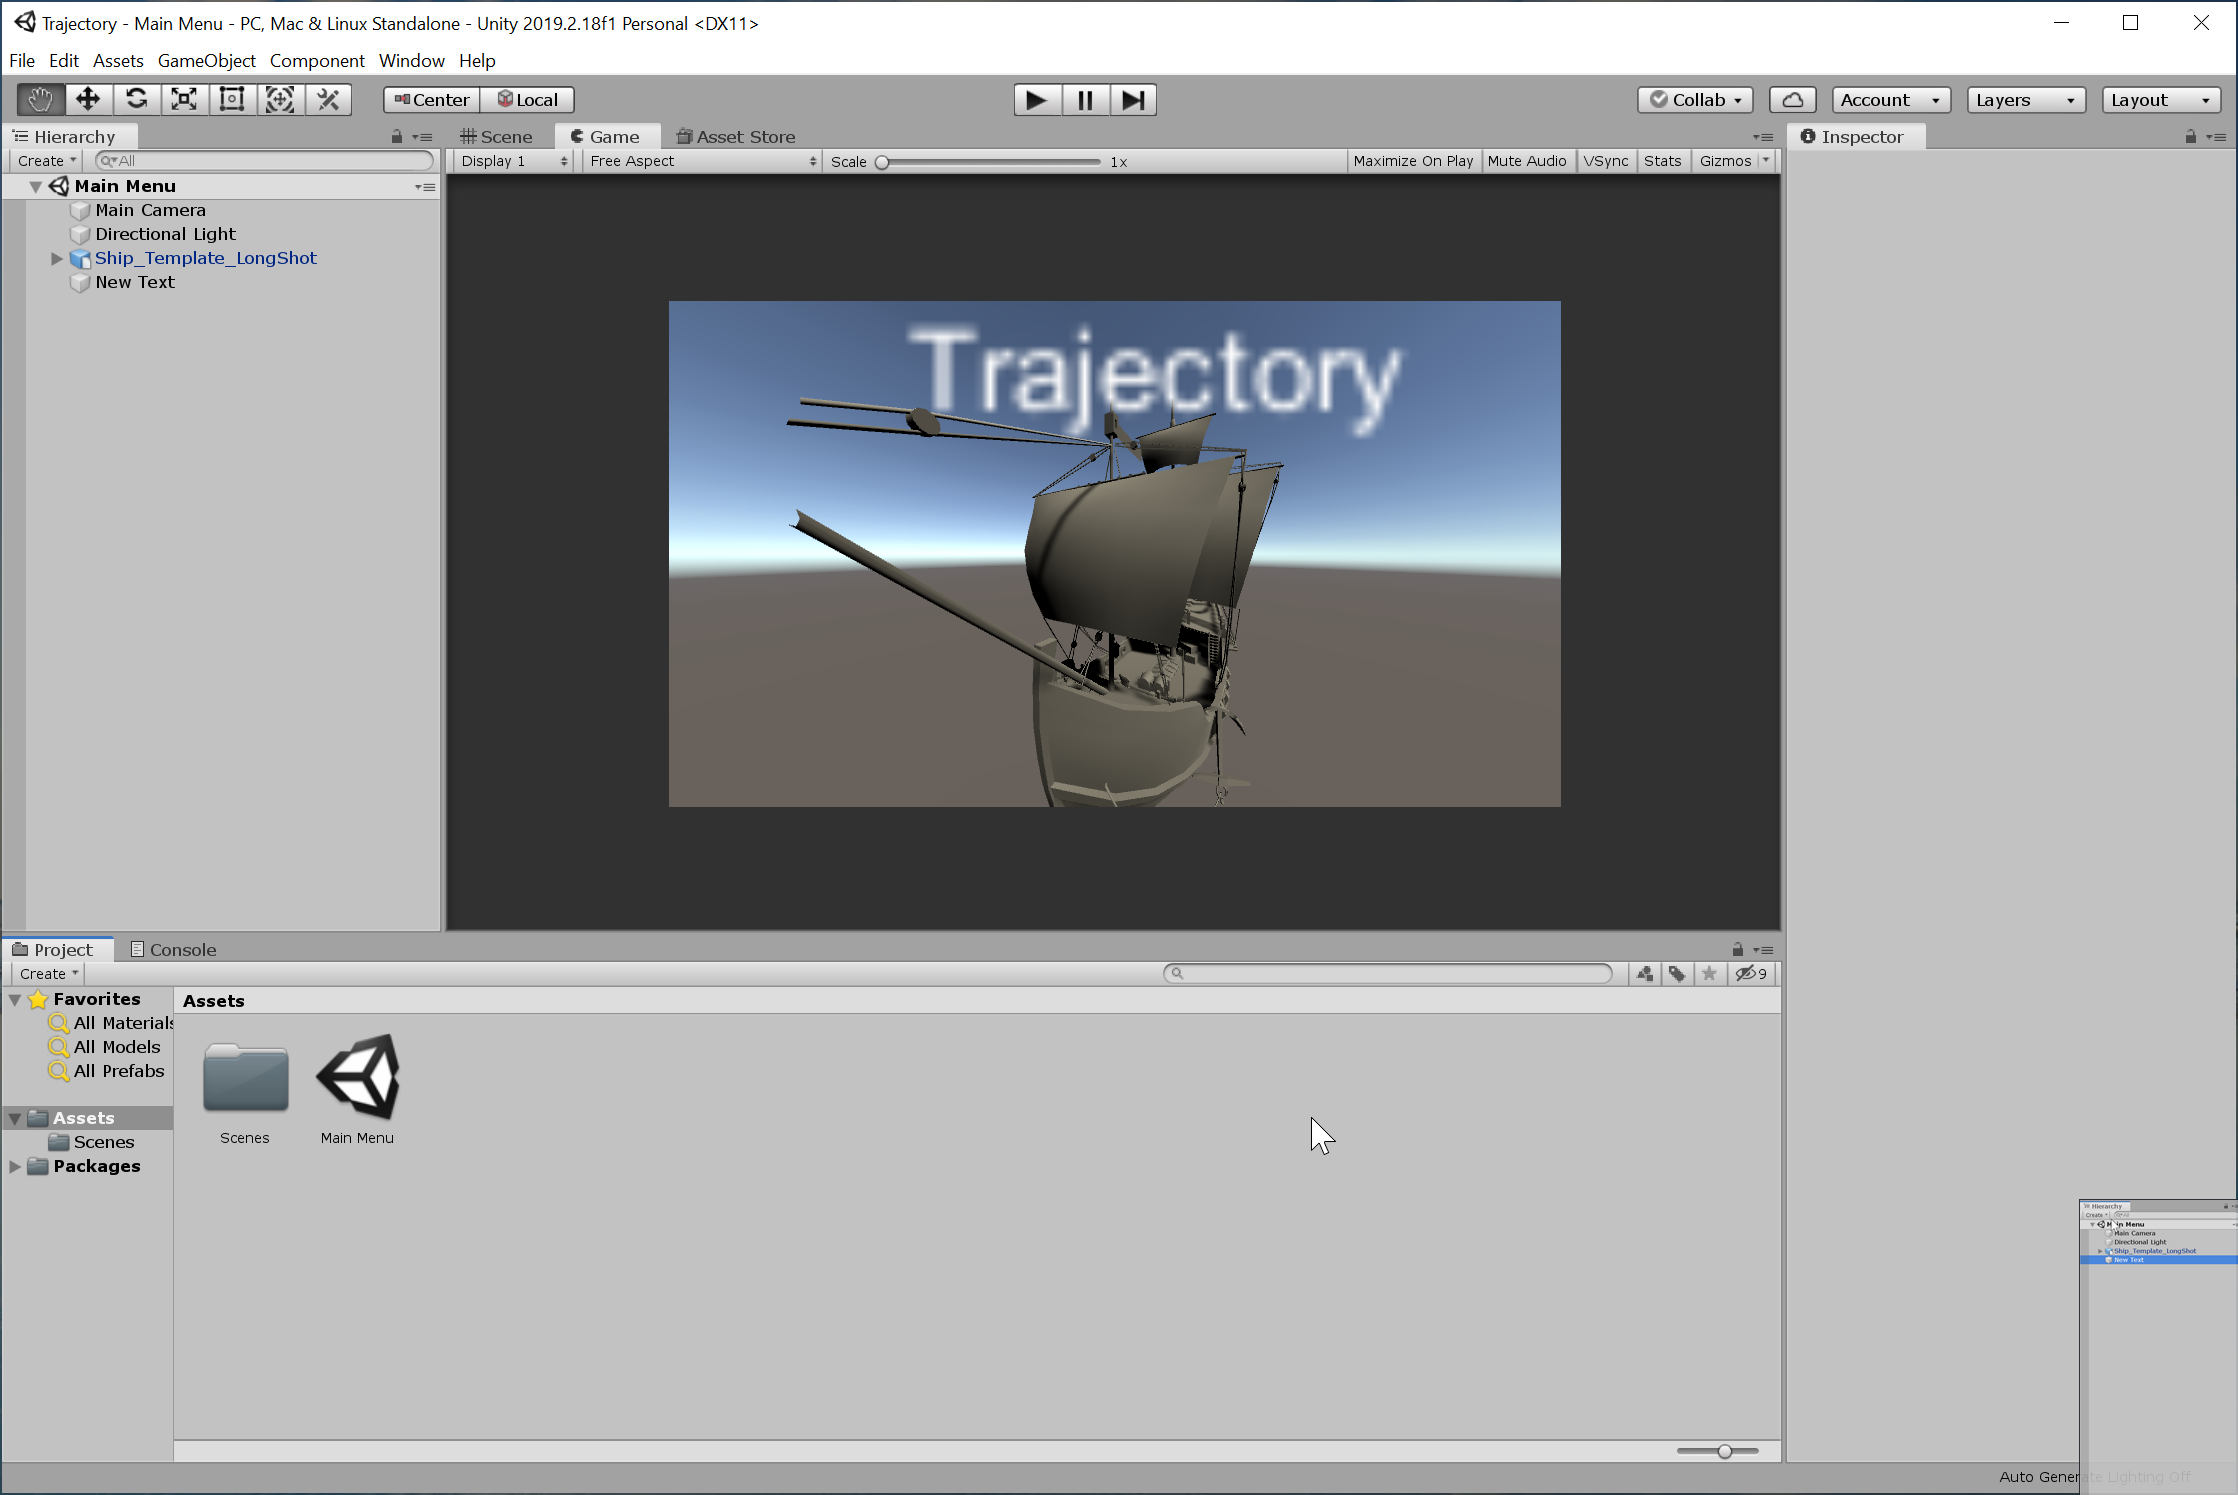 Trajectory - Main Menu - PC, Mac & Linux Standalone - Unity 2019.2.18f1 Personal <DX11>
File Edit Assets GameObject Component Window Help
Center Local Collab Account Layers Layout
Hierarchy Scene Game Asset Store Inspector
Create All Display 1 Free Aspect Scale 1x Maximize On Play Mute Audio VSync Stats Gizmos
Main Menu
Main Camera
Directional Light
Ship_Template_LongShot
New Text
Trajectory
Project Console
Create 9
Favorites
All Materials
All Models
All Prefabs
Assets
Scenes
Packages
Assets
Scenes Main Menu
Hierarchy
Create All
Main Menu
Main Camera
Directional Light
Ship_Template_LongShot
New Text
Auto Generate Lighting Off